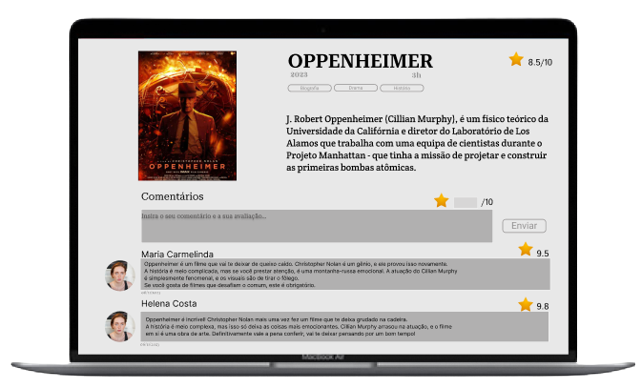 OPPENHEIMER
8.5/10
2023
3h
Biografia
Drama
História
OPPENHEIMER
J. Robert Oppenheimer (Cillian Murphy), é um físico teórico da
Universidade da Califórnia e diretor do Laboratório de Los
Alamos que trabalha com uma equipa de cientistas durante o
Projeto Manhattan - que tinha a missão de projetar e construir
as primeiras bombas atômicas.
Comentários
/10
Insira o seu comentário e a sua avaliação...
Enviar
Maria Carmelinda
9.5
Oppenheimer é um filme que vai te deixar de queixo caído. Christopher Nolan é um gênio, e ele provou isso novamente.
A história é meio complicada, mas se você prestar atenção, é uma montanha-russa emocional. A atuação do Cillian Murphy
é simplesmente fenomenal, e os visuais são de tirar o fôlego.
Se você gosta de filmes que desafiam o comum, este é obrigatório.
Helena Costa
9.8
Oppenheimer é incrível! Christopher Nolan mais uma vez fez um filme que te deixa grudado na cadeira.
A história é meio complexa, mas isso só deixa as coisas mais emocionantes. Cillian Murphy arrasou na atuação, e o filme
em si é uma obra de arte. Definitivamente vale a pena conferir, vai te deixar pensando por um bom tempo!
MacBook Air